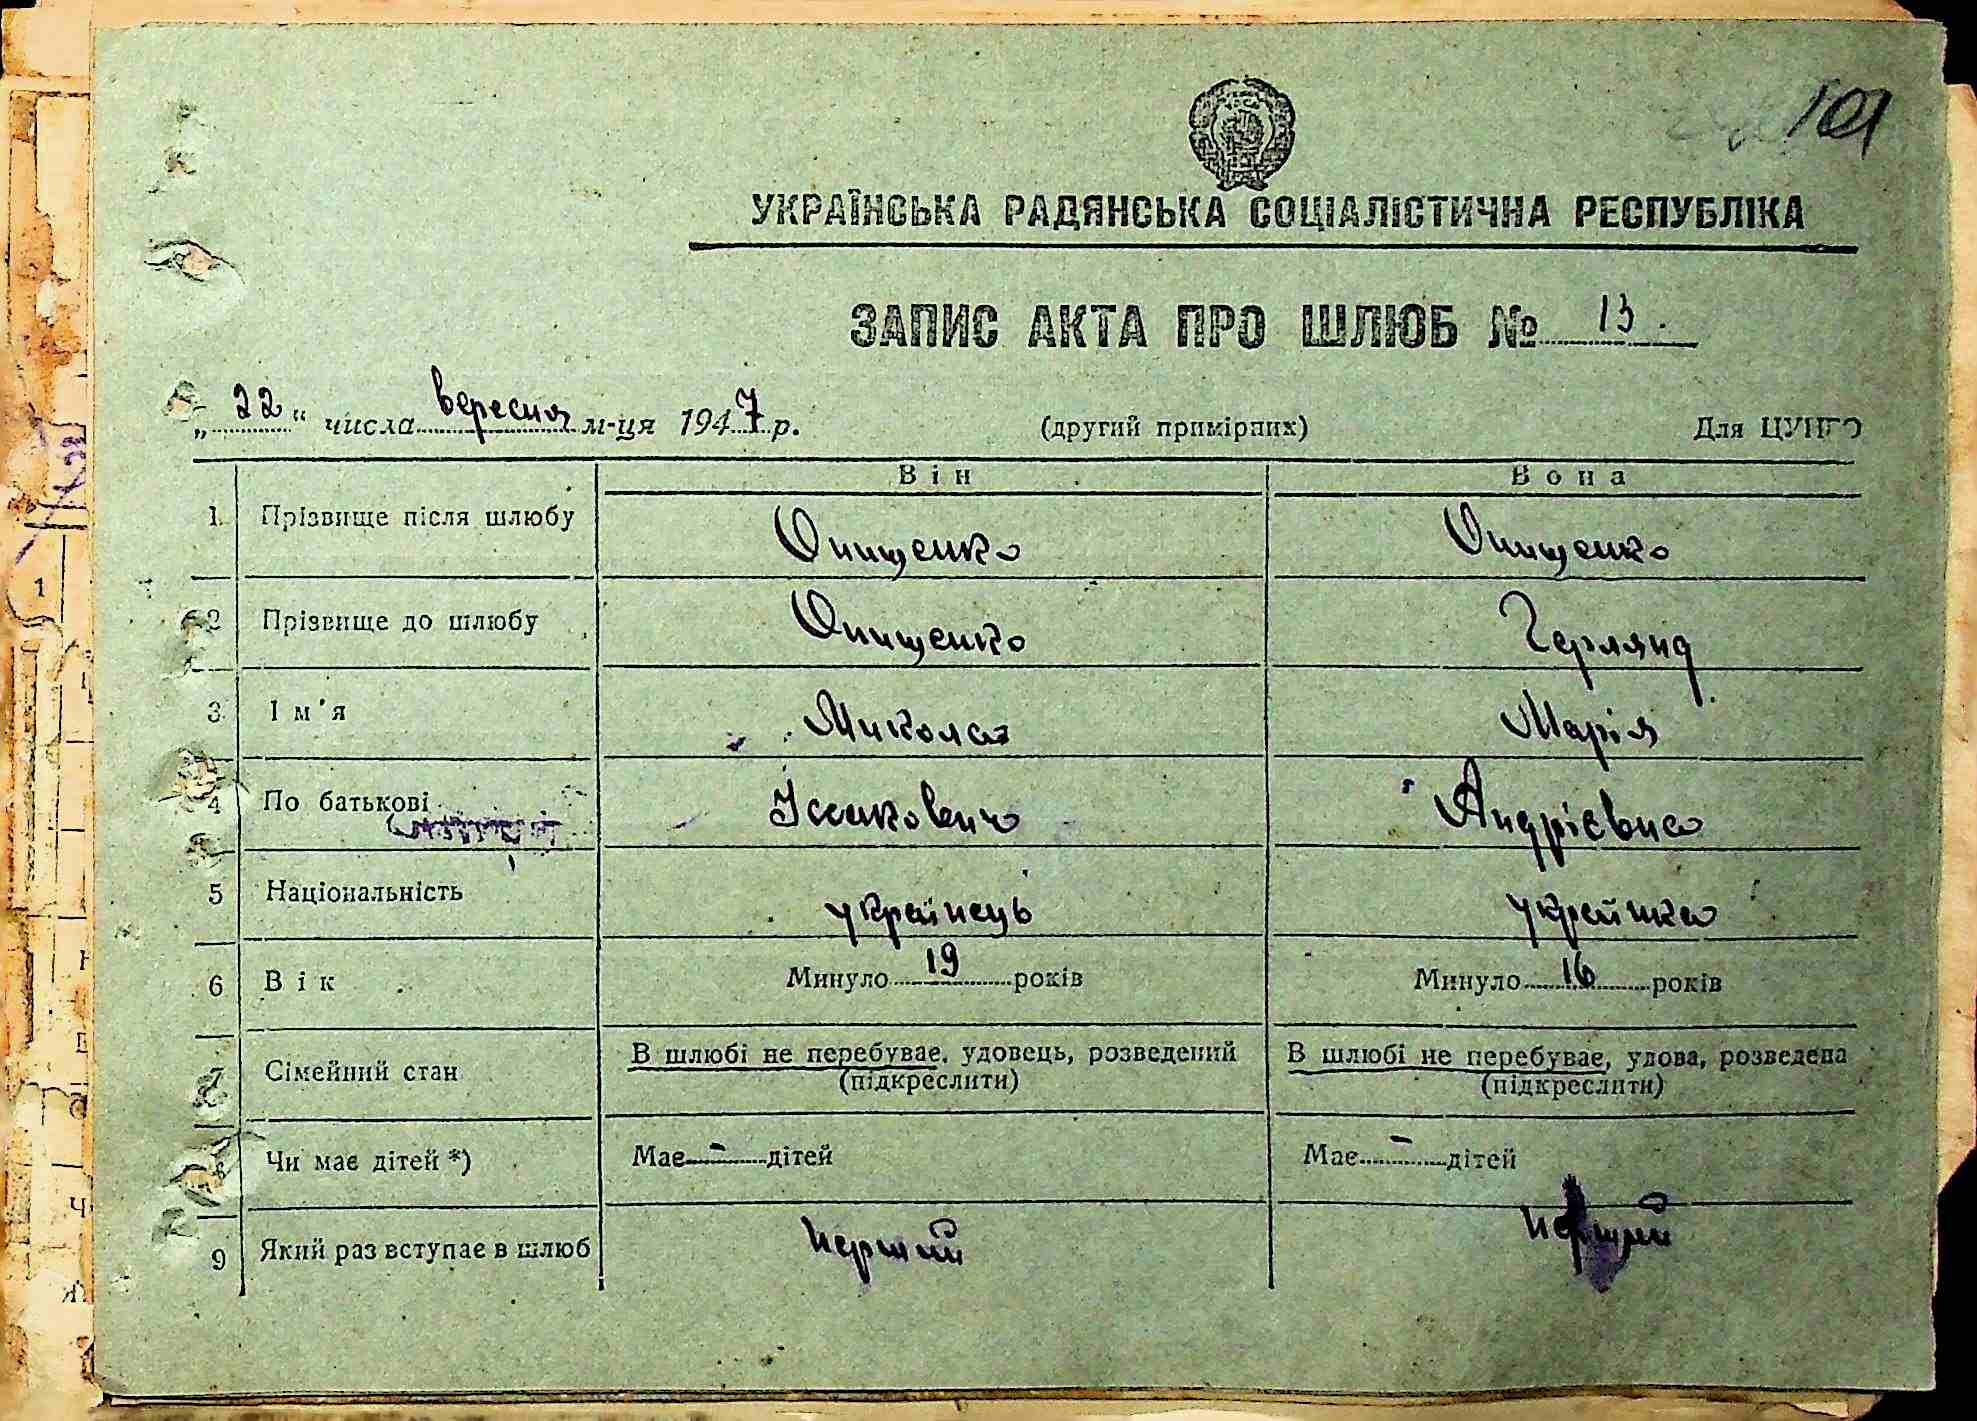 101
УКРАЇНСЬКА РАДЯНСЬКА СОЦІАЛІСТИЧНА РЕСПУБЛІКА
ЗАПИС АКТА ПРО ШЛЮБ № 13.
„22“ числа вересня м-ця 1947 р. (другий примірник) Для ЦУНГО
Він Вона
1. Прізвище після шлюбу Онищенко Онищенко
2 Прізвище до шлюбу Онищенко Герлянд
3 Ім'я Микола Марія
4 По батькові Ісакович Андрієвна
5 Національність українець українка
6 Вік Минуло 19 років Минуло 16 років
7 Сімейний стан В шлюбі не перебуває, удовець, розведений В шлюбі не перебуває, удова, розведена
(підкреслити) (підкреслити)
8 Чи має дітей *) Має - дітей Має - дітей
9 Який раз вступає в шлюб перший перший